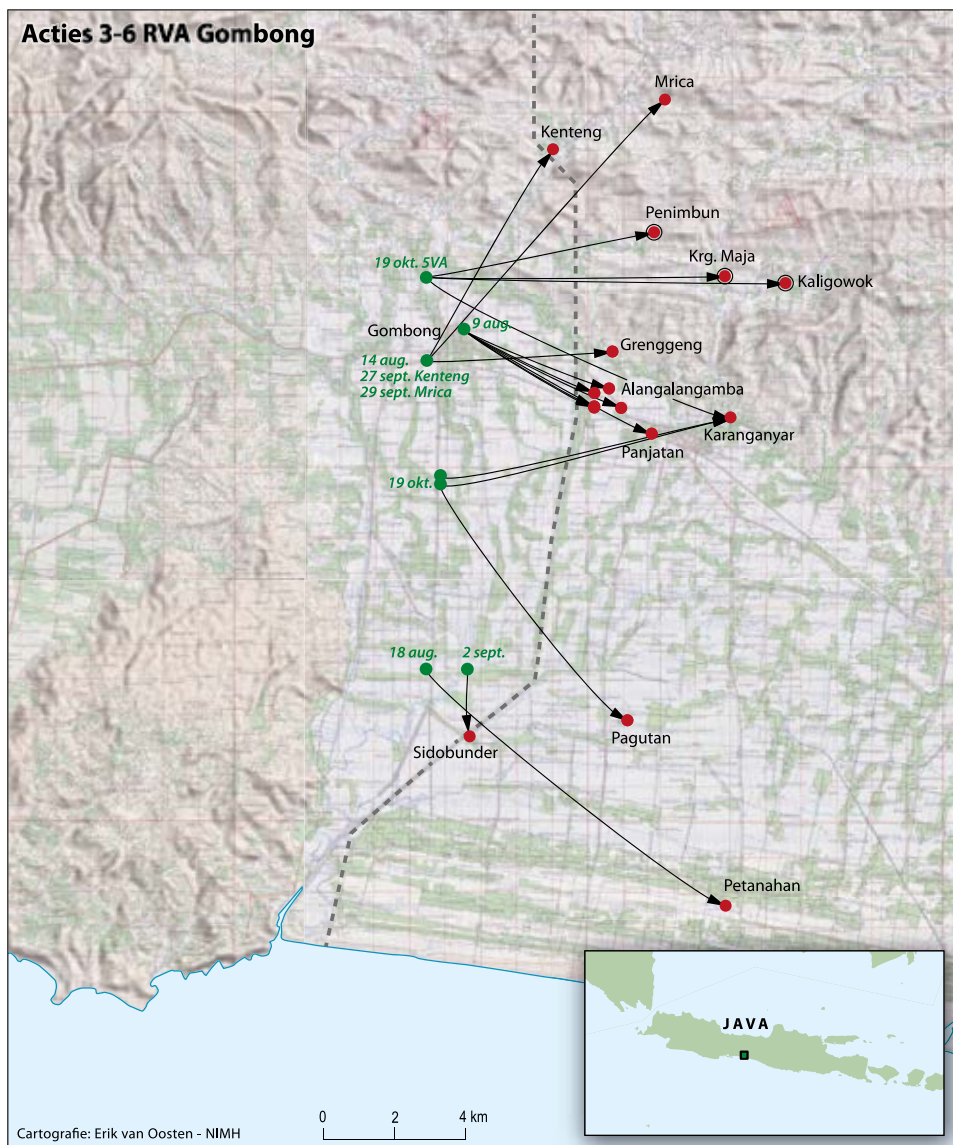 Acties 3-6 RVA Gombong
Mrica
Kenteng
Penimbun
Krg. Maja
Kaligowok
19 okt. 5VA
9 aug.
Gombong
Grenggeng
14 aug.
27 sept. Kenteng
29 sept. Mrica
Alangalangamba
Karanganyar
Panjatan
19 okt.
18 aug.
2 sept.
Pagutan
Sidobunder
Petanahan
JAVA
0 2 4 km
Cartografie: Erik van Oosten - NIMH